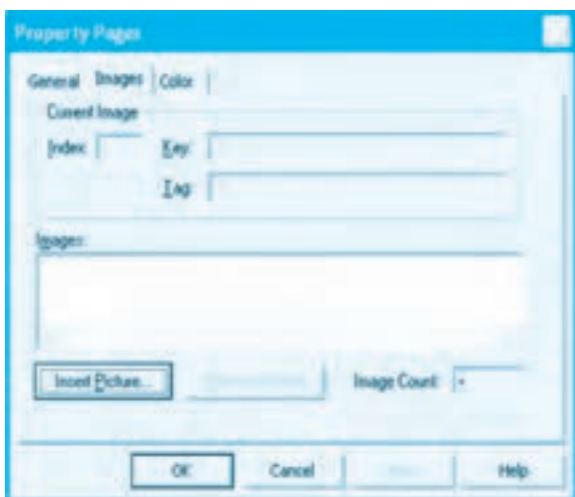 Property Pages
General Images Color
Current Image
Index: Key:
Tag:
Images:
Insert Picture...
Image Count:
OK Cancel Help